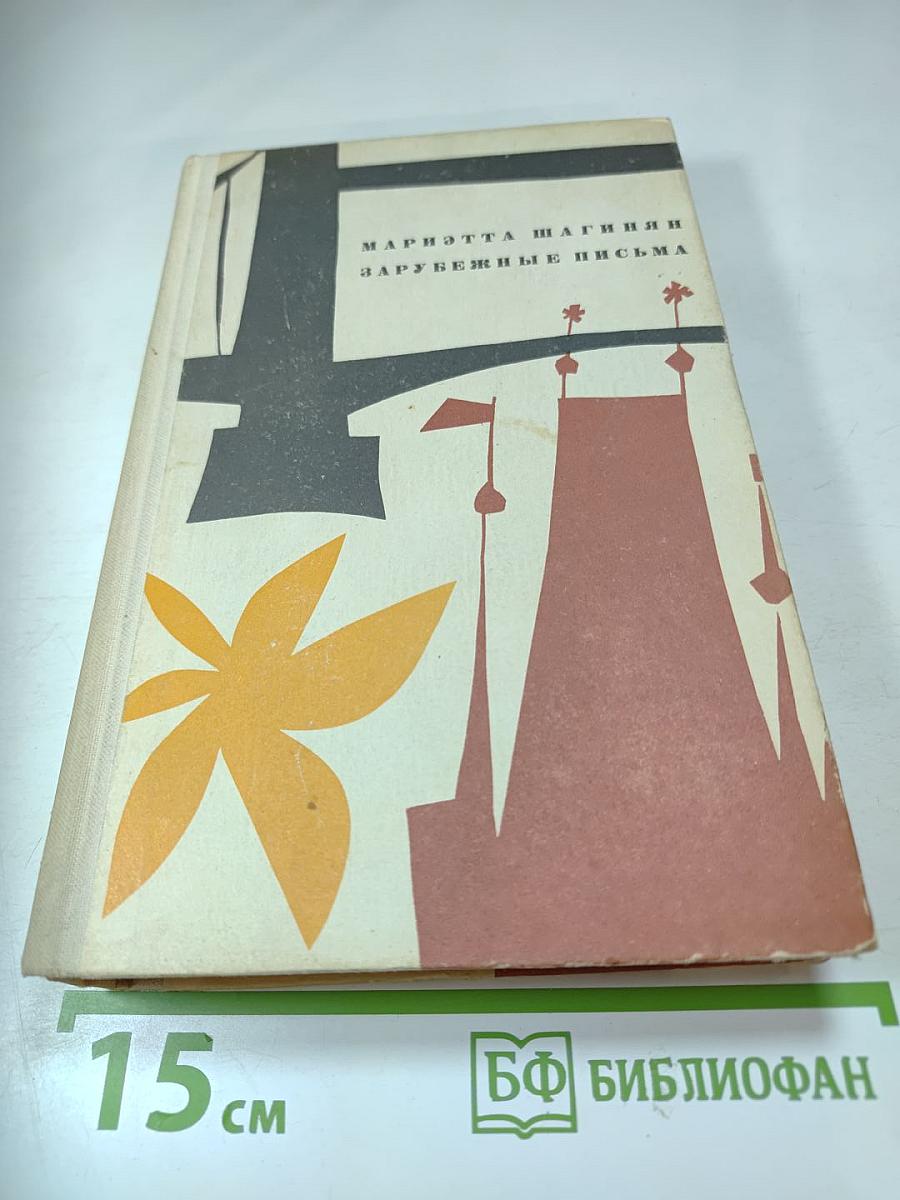 МАРИЭТТА ШАГИНЯН
ЗАРУБЕЖНЫЕ ПИСЬМА
15 см
БФ БИБЛИОФАН